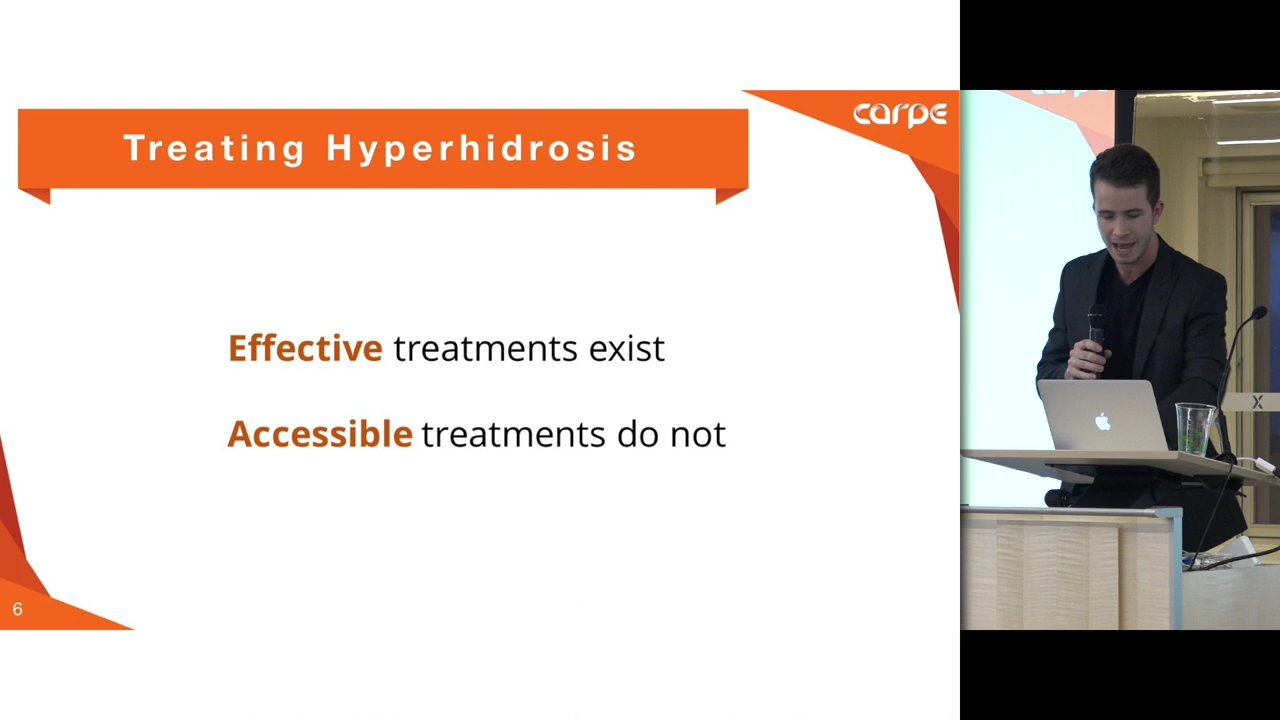 carpe
Treating Hyperhidrosis
Effective treatments exist
Accessible treatments do not
6
X